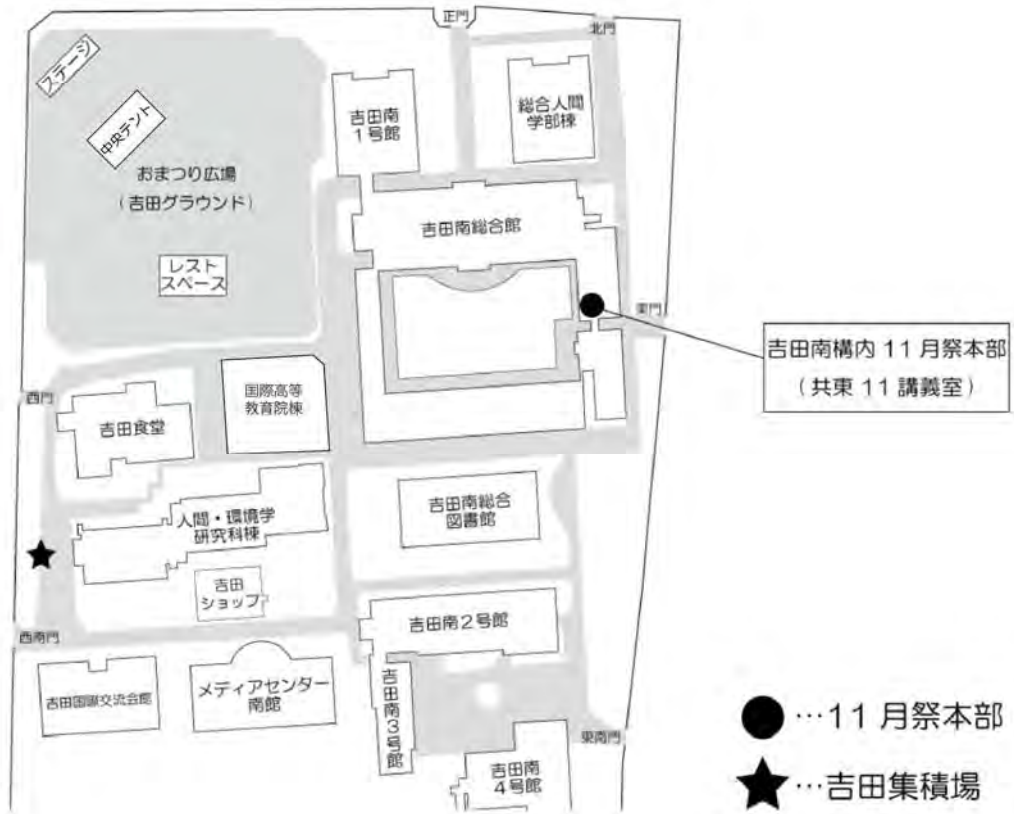 正門
北門
ステージ
中央テント
おまつり広場
(吉田グラウンド)
レスト
スペース
吉田南
1号館
総合人間
学部棟
吉田南総合館
東門
吉田南構内 11 月祭本部
(共東 11 講義室)
西門
吉田食堂
国際高等
教育院棟
人間・環境学
研究科棟
吉田南総合
図書館
吉田
ショップ
西南門
吉田南2号館
吉田国際交流会館
メディアセンター
南館
吉田南3号館
東南門
吉田南
4号館
…11 月祭本部
…吉田集積場